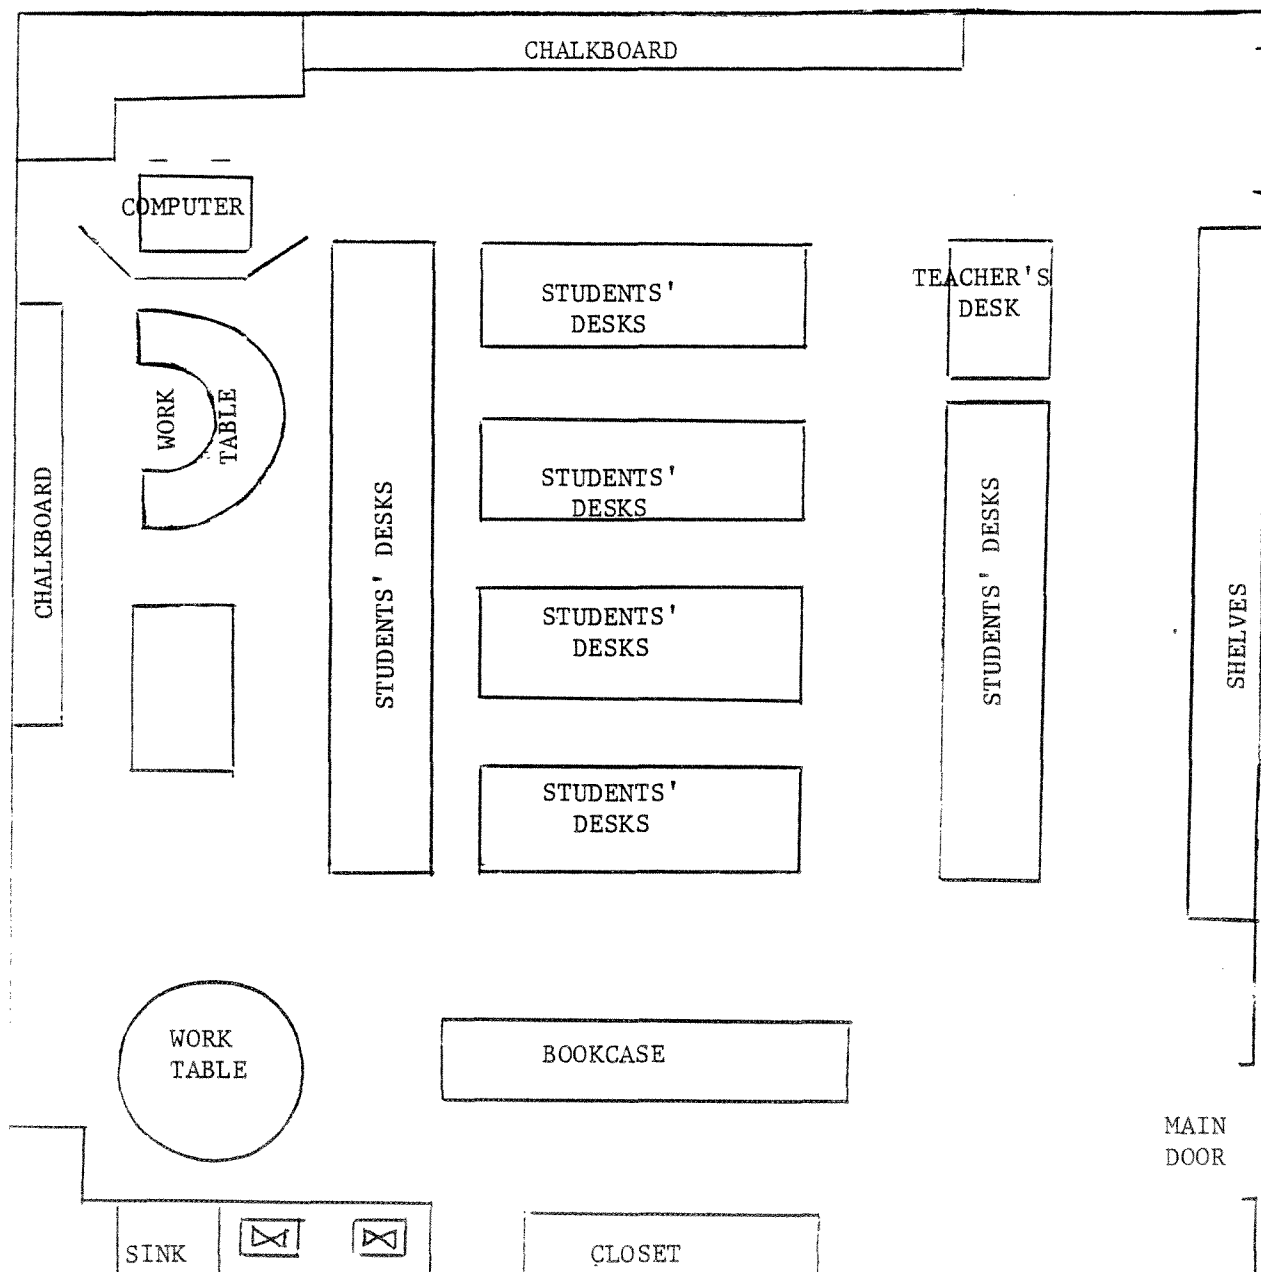 CHALKBOARD
COMPUTER
TEACHER'S
DESK
STUDENTS'
DESKS
WORK
TABLE
CHALKBOARD
STUDENTS' DESKS
STUDENTS'
DESKS
STUDENTS' DESKS
SHELVES
STUDENTS'
DESKS
STUDENTS'
DESKS
WORK
TABLE
BOOKCASE
MAIN
DOOR
SINK
CLOSET